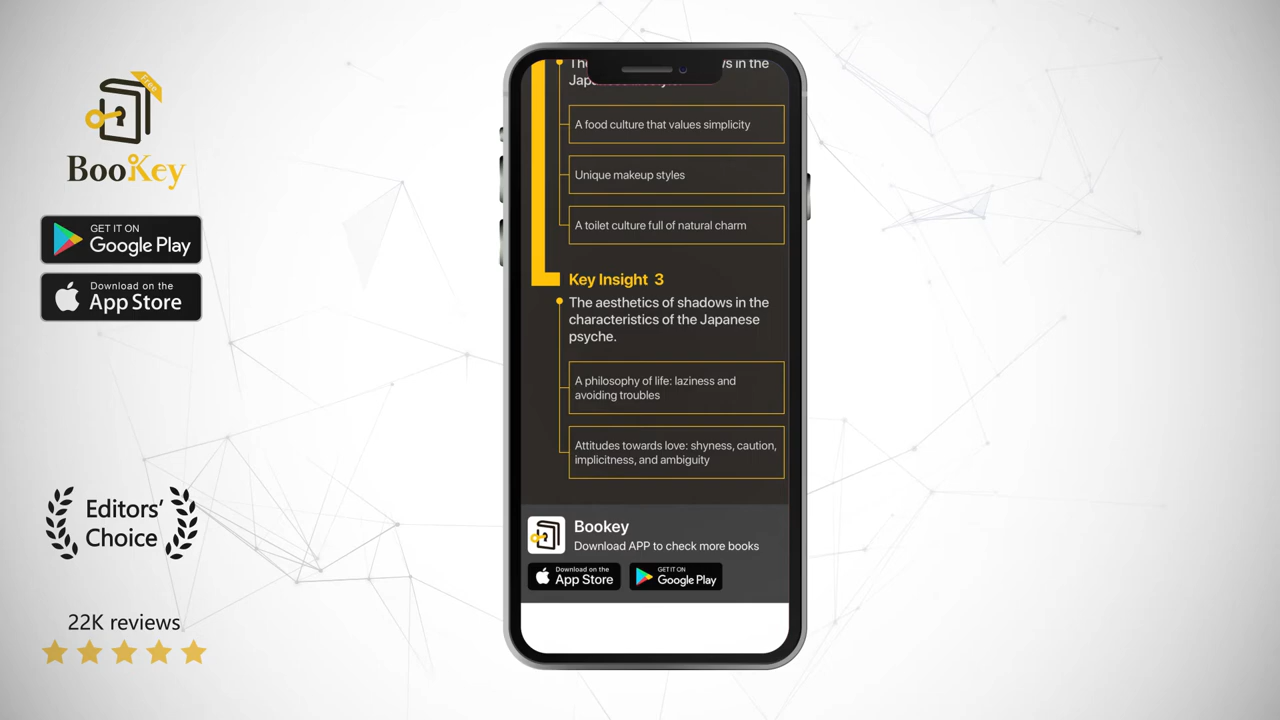 Free
BooKey
GET IT ON
Google Play
Download on the
App Store
Editors'
Choice
22K reviews
in the
A food culture that values simplicity
Unique makeup styles
A toilet culture full of natural charm
Key Insight 3
The aesthetics of shadows in the
characteristics of the Japanese
psyche.
A philosophy of life: laziness and
avoiding troubles
Attitudes towards love: shyness, caution,
implicitness, and ambiguity
Bookey
Download APP to check more books
Download on the
App Store
GET IT ON
Google Play